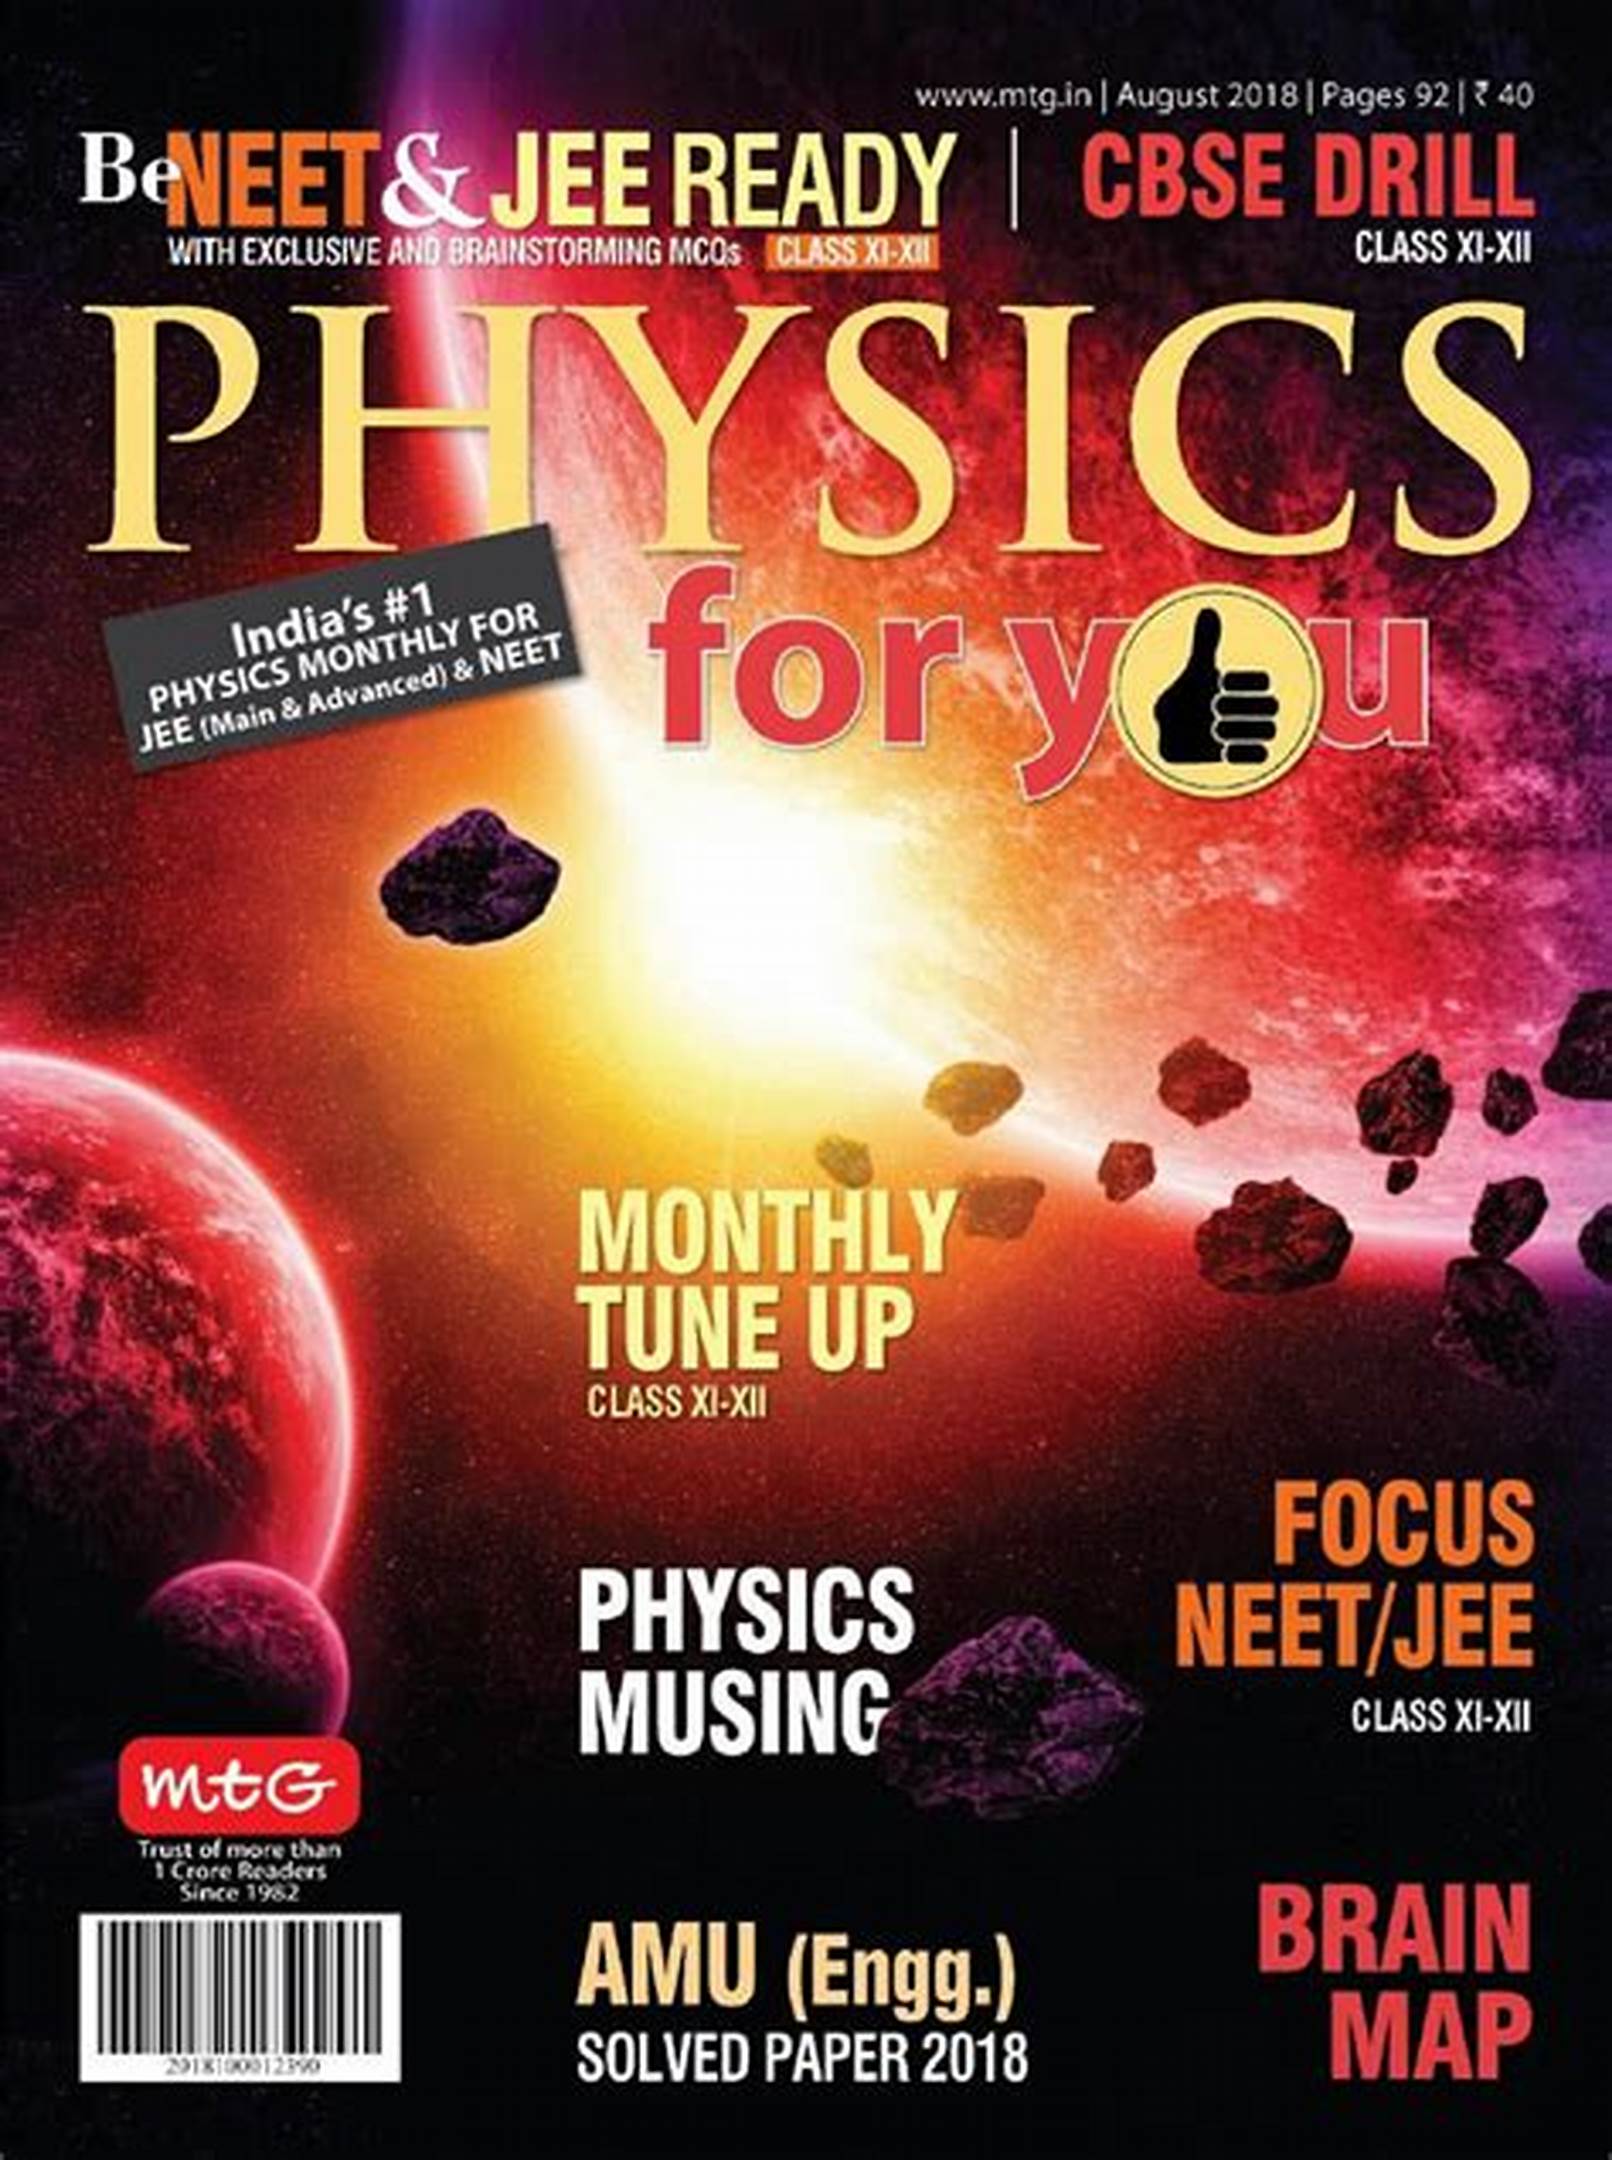 www.mtg.in | August 2018 | Pages 92 | ₹ 40
Be NEET & JEE READY
WITH EXCLUSIVE AND BRAINSTORMING MCQs CLASS XI-XII
CBSE DRILL
CLASS XI-XII
PHYSICS
for you
India's #1
PHYSICS MONTHLY FOR
JEE (Main & Advanced) & NEET
MONTHLY
TUNE UP
CLASS XI-XII
FOCUS
NEET/JEE
CLASS XI-XII
PHYSICS
MUSING
mtG
Trust of more than
1 Crore Readers
Since 1982
AMU (Engg.)
SOLVED PAPER 2018
BRAIN
MAP